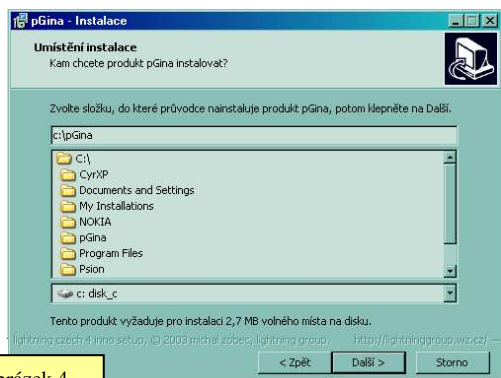 pGina - Instalace
Umístění instalace
Kam chcete produkt pGina instalovat?
Zvolte složku, do které průvodce nainstaluje produkt pGina, potom klepněte na Další.
c:\pGina
C:\
CyrXP
Documents and Settings
My Installations
NOKIA
pGina
Program Files
Psion
c: disk_c
Tento produkt vyžaduje pro instalaci 2,7 MB volného místa na disku.
lightning czech 4 inno setup, © 2003 michal zobec, lightning group, http://lightninggroup.wz.cz/
< Zpět Další > Storno